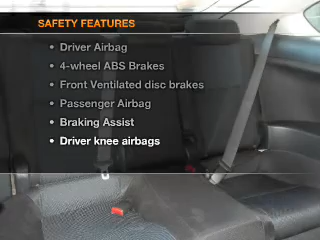 SAFETY FEATURES
• Driver Airbag
• 4-wheel ABS Brakes
• Front Ventilated disc brakes
• Passenger Airbag
• Braking Assist
• Driver knee airbags